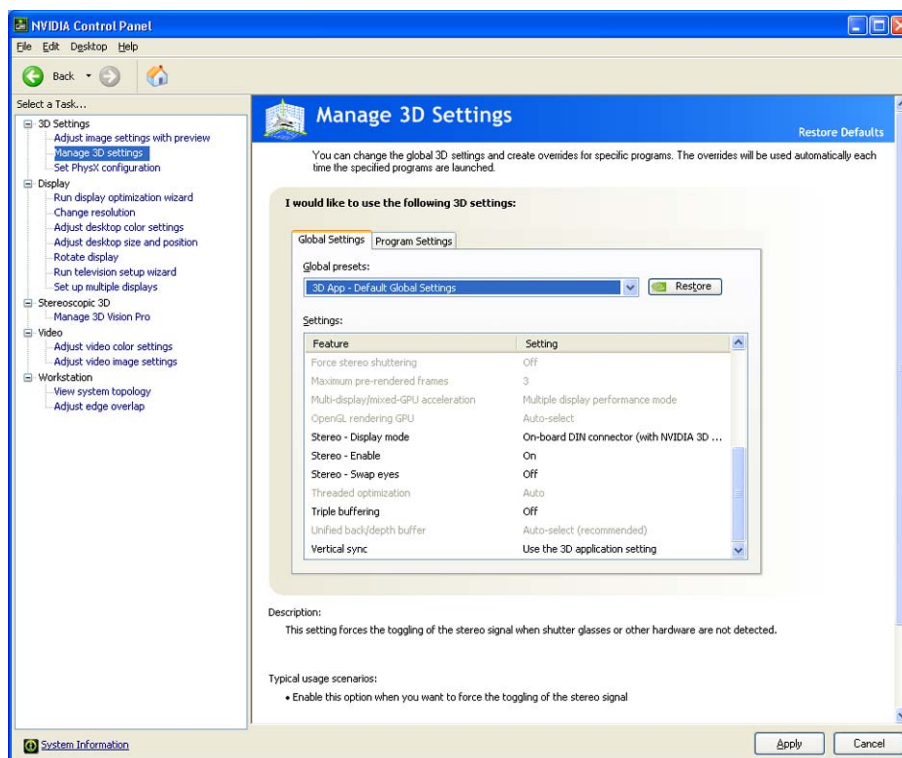 NVIDIA Control Panel
File Edit Desktop Help
Back
Select a Task...
3D Settings
Adjust image settings with preview
Manage 3D settings
Set PhysX configuration
Display
Run display optimization wizard
Change resolution
Adjust desktop color settings
Adjust desktop size and position
Rotate display
Run television setup wizard
Set up multiple displays
Stereoscopic 3D
Manage 3D Vision Pro
Video
Adjust video color settings
Adjust video image settings
Workstation
View system topology
Adjust edge overlap
System Information
Manage 3D Settings
Restore Defaults
You can change the global 3D settings and create overrides for specific programs. The overrides will be used automatically each
time the specified programs are launched.
I would like to use the following 3D settings:
Global Settings Program Settings
Global presets:
3D App - Default Global Settings Restore
Settings:
Feature Setting
Force stereo shuttering Off
Maximum pre-rendered frames 3
Multi-display/mixed-GPU acceleration Multiple display performance mode
OpenGL rendering GPU Auto-select
Stereo - Display mode On-board DIN connector (with NVIDIA 3D ...
Stereo - Enable On
Stereo - Swap eyes Off
Threaded optimization Auto
Triple buffering Off
Unified back/depth buffer Auto-select (recommended)
Vertical sync Use the 3D application setting
Description:
This setting forces the toggling of the stereo signal when shutter glasses or other hardware are not detected.
Typical usage scenarios:
• Enable this option when you want to force the toggling of the stereo signal
Apply Cancel